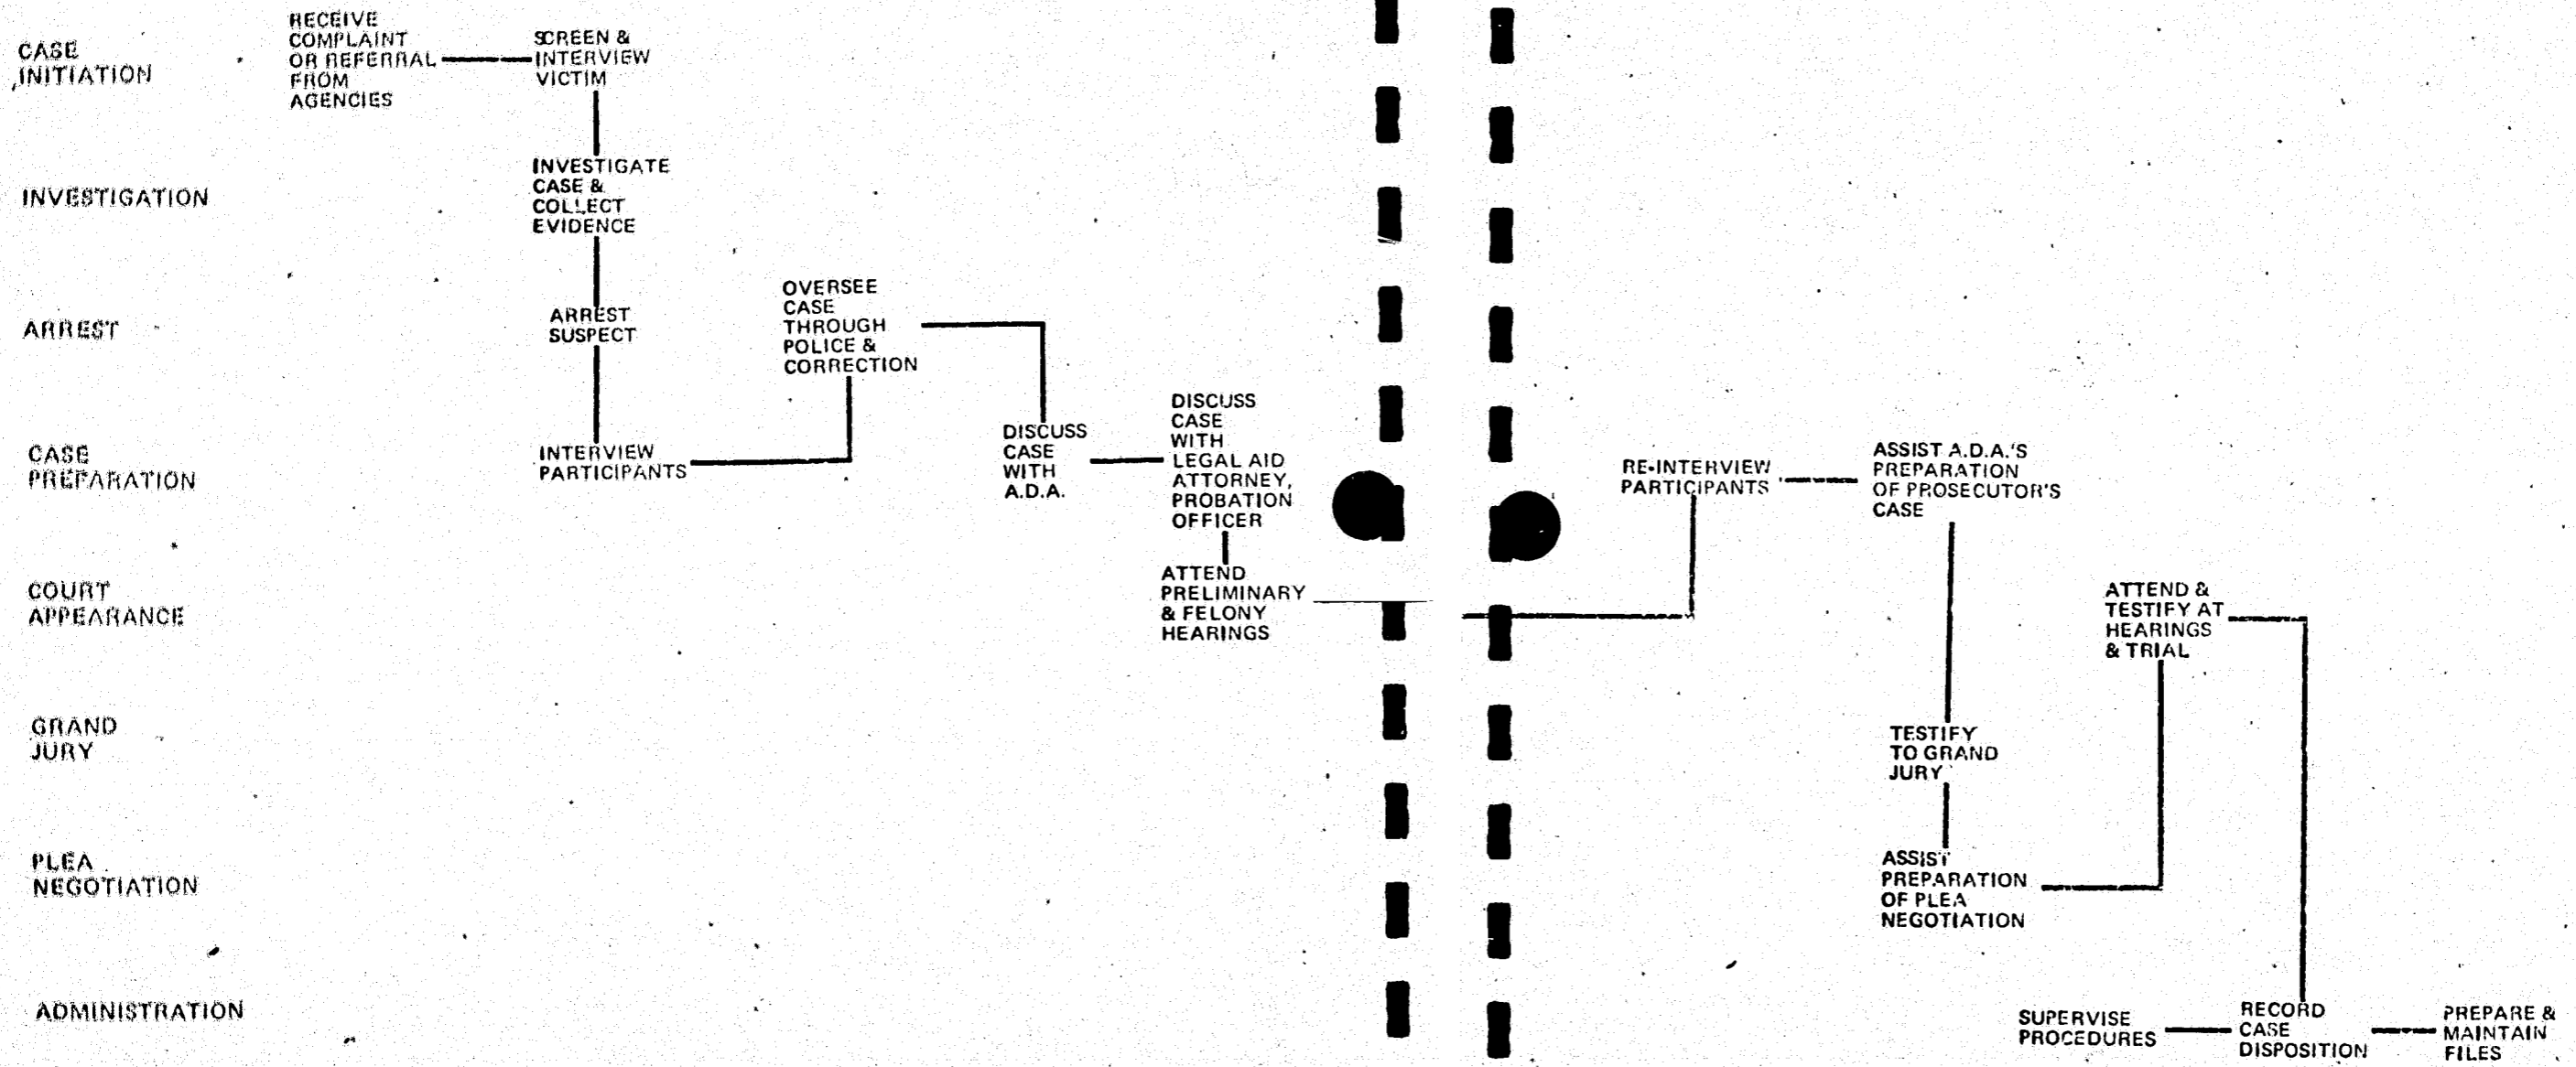 CASE
INITIATION
RECEIVE
COMPLAINT
OR REFERRAL
FROM
AGENCIES
SCREEN &
INTERVIEW
VICTIM
INVESTIGATION
INVESTIGATE
CASE &
COLLECT
EVIDENCE
ARREST
ARREST
SUSPECT
OVERSEE
CASE
THROUGH
POLICE &
CORRECTION
CASE
PREPARATION
INTERVIEW
PARTICIPANTS
DISCUSS
CASE
WITH
A.D.A.
DISCUSS
CASE
WITH
LEGAL AID
ATTORNEY,
PROBATION
OFFICER
RE-INTERVIEW
PARTICIPANTS
ASSIST A.D.A.'S
PREPARATION
OF PROSECUTOR'S
CASE
COURT
APPEARANCE
ATTEND
PRELIMINARY
& FELONY
HEARINGS
ATTEND &
TESTIFY AT
HEARINGS
& TRIAL
GRAND
JURY
TESTIFY
TO GRAND
JURY
PLEA
NEGOTIATION
ASSIST
PREPARATION
OF PLEA
NEGOTIATION
ADMINISTRATION
SUPERVISE
PROCEDURES
RECORD
CASE
DISPOSITION
PREPARE &
MAINTAIN
FILES